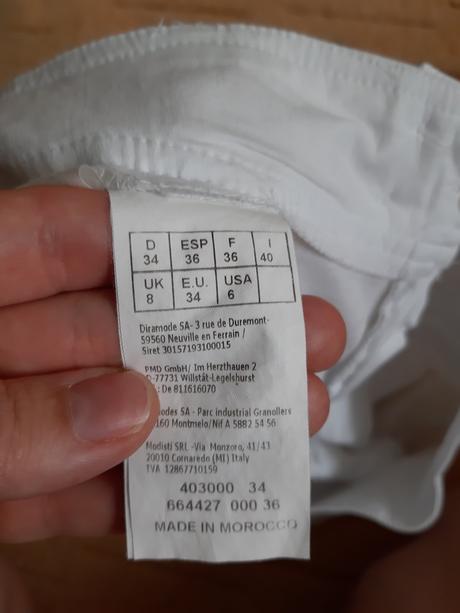 D ESP F I
34 36 36 40
UK E.U. USA
8 34 6
Diramode SA- 3 rue de Duremont-
59560 Neuville en Ferrain /
Siret 30157193100015
PMD GmbH/ Im Herzthauen 2
D-77731 Willstät-Legelshurst
: De 811616070
odes SA - Parc industrial Granollers
160 Montmelo/Nif A 5882 54 56
Modisti SRL -Via Monzoro, 41/43
20010 Cornaredo (MI) Italy
TVA 12867710159
403000 34
664427 000 36
MADE IN MOROCCO